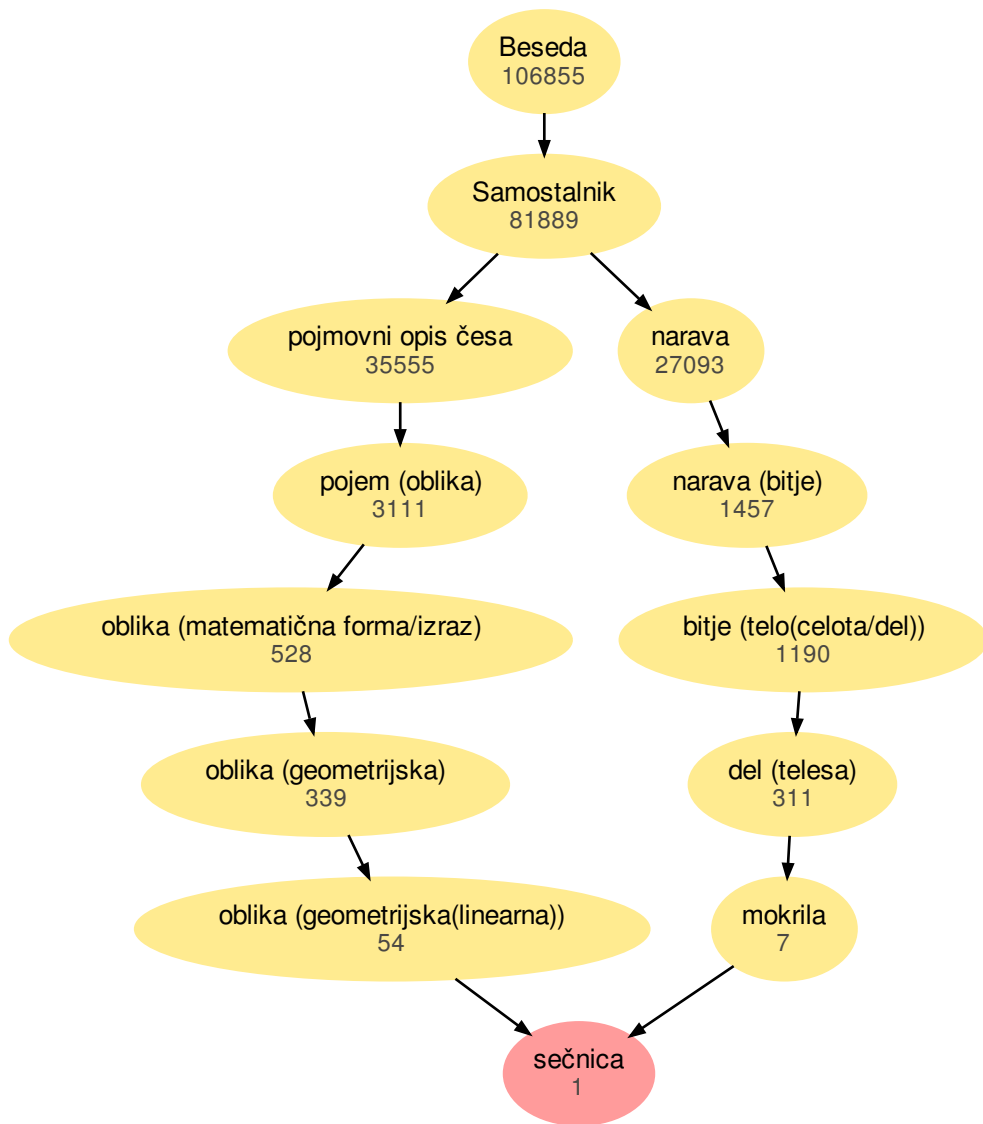 Beseda
106855
Samostalnik
81889
pojmovni opis česa
35555
narava
27093
pojem (oblika)
3111
narava (bitje)
1457
oblika (matematična forma/izraz)
528
bitje (telo(celota/del))
1190
oblika (geometrijska)
339
del (telesa)
311
oblika (geometrijska(linearna))
54
mokrila
7
sečnica
1